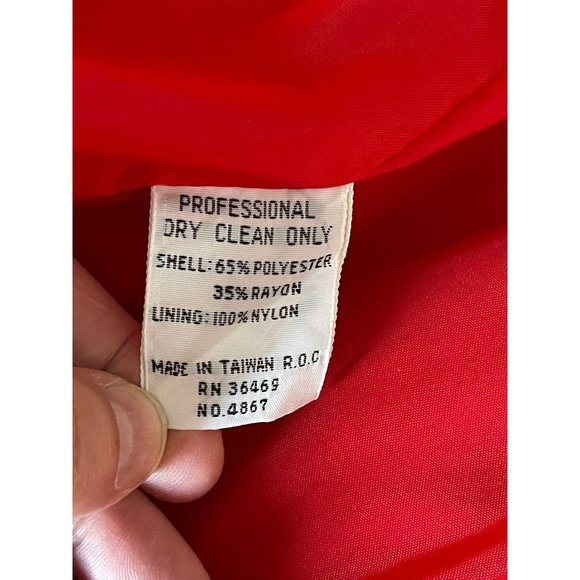 PROFESSIONAL
DRY CLEAN ONLY
SHELL:65%POLYESTER
35%RAYON
LINING:100%NYLON
MADE IN TAIWAN R.O.C
RN 36469
NO.4867